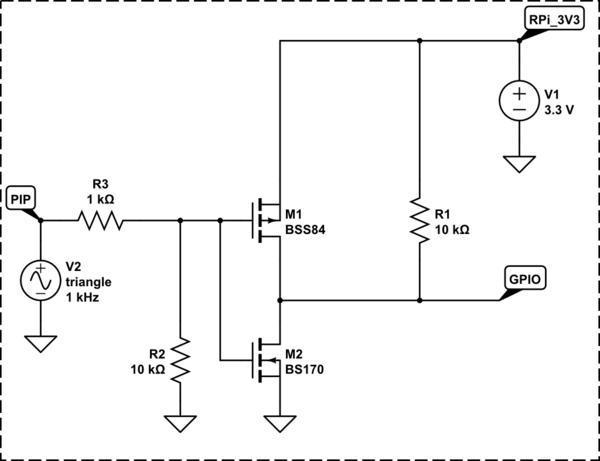 RPi_3V3
V1
3.3 V
R3
1 kΩ
PIP
M1
BSS84
R1
10 kΩ
V2
triangle
1 kHz
GPIO
R2
10 kΩ
M2
BS170